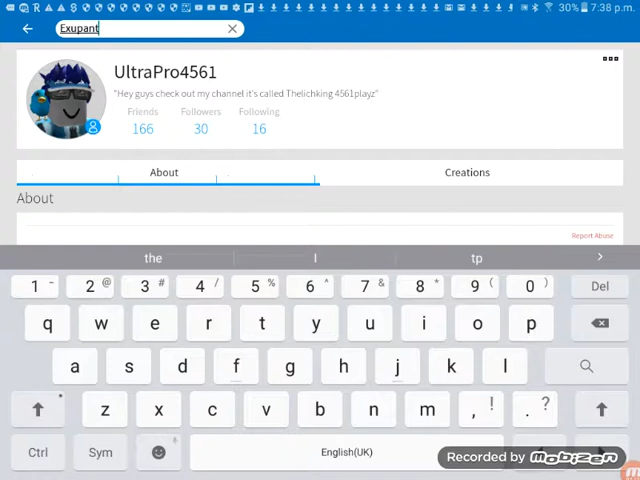 30% 7:38 p.m.
Exupant
UltraPro4561
"Hey guys check out my channel it's called Thelichking 4561playz"
Friends Followers Following
166 30 16
About Creations
About
Report Abuse
the I tp
1 - 2 @ 3 # 4 / 5 % 6 ^ 7 & 8 * 9 ( 0 ) Del
q w e r t y u i o p
a s d f g h j k l
z x c v b n m , ! . ?
Ctrl Sym English(UK)
Recorded by mobizen